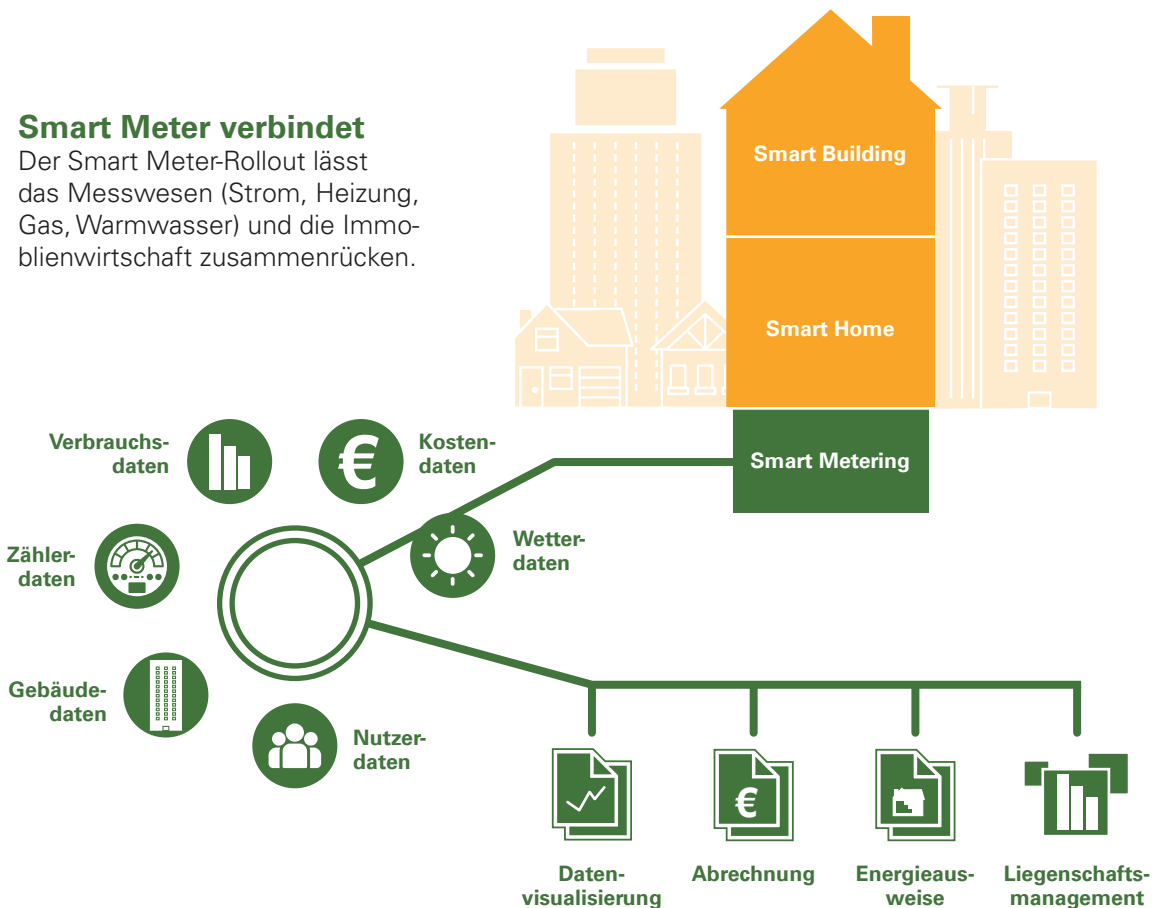 Smart Meter verbindet
Der Smart Meter-Rollout lässt
das Messwesen (Strom, Heizung,
Gas, Warmwasser) und die Immo-
blienwirtschaft zusammenrücken.
Smart Building
Smart Home
Smart Metering
Verbrauchs-
daten
€
Kosten-
daten
Wetter-
daten
Zähler-
daten
Gebäude-
daten
Nutzer-
daten
Daten-
visualisierung
€
Abrechnung
Energieaus-
weise
Liegenschafts-
management